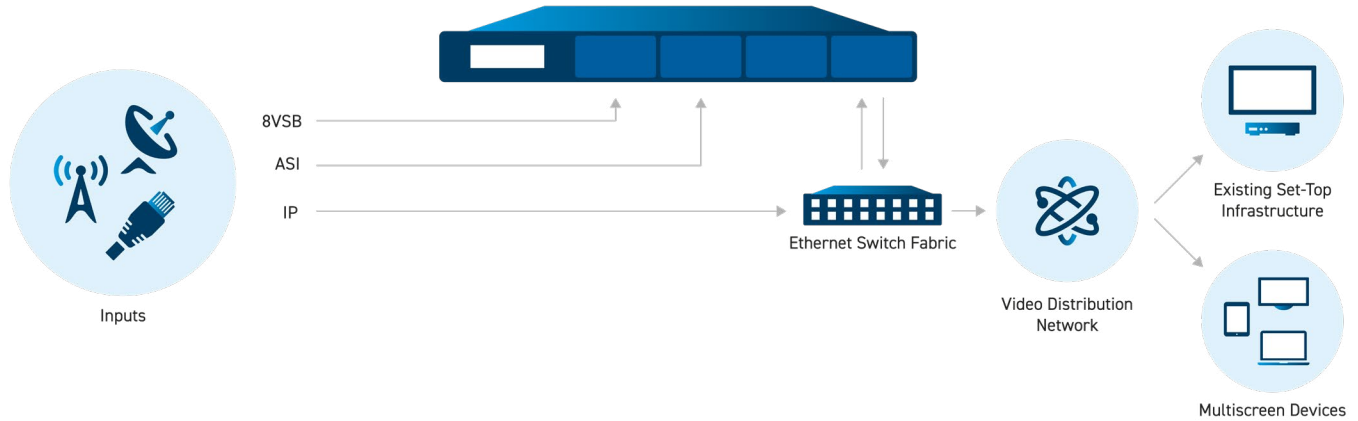 8VSB
ASI
IP
Inputs
Ethernet Switch Fabric
Video Distribution
Network
Existing Set-Top
Infrastructure
Multiscreen Devices